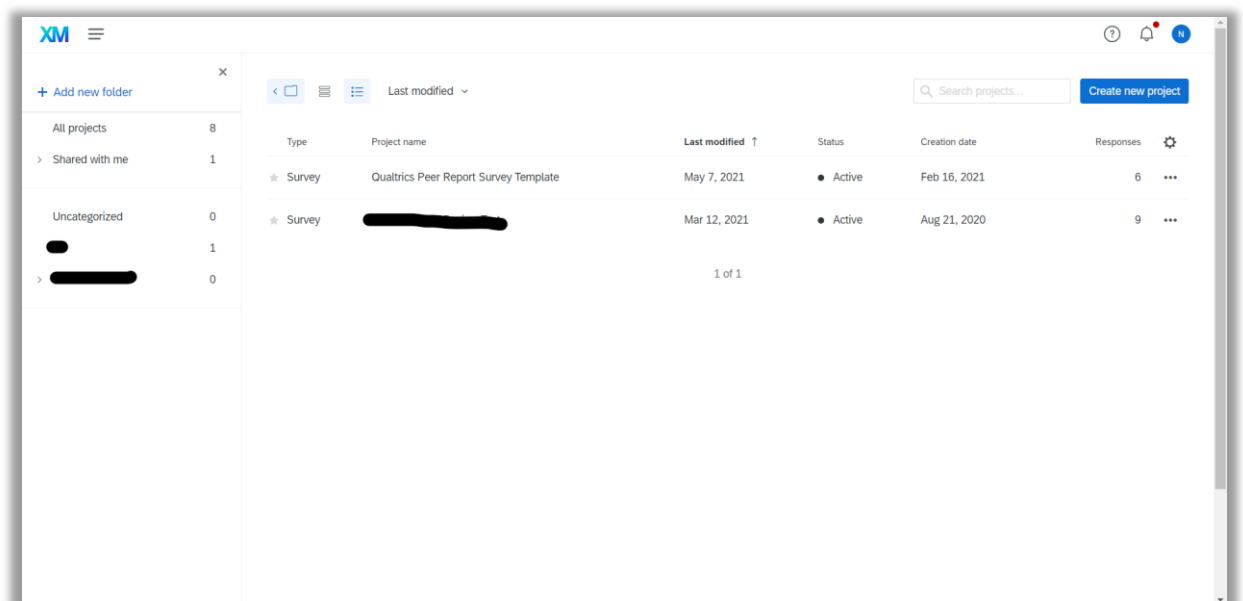 XM
N
+ Add new folder
All projects 8
Shared with me 1
Uncategorized 0
1
0
Last modified
Search projects...
Create new project
Type Project name Last modified ↑ Status Creation date Responses
Survey Qualtrics Peer Report Survey Template May 7, 2021 Active Feb 16, 2021 6
Survey Mar 12, 2021 Active Aug 21, 2020 9
1 of 1